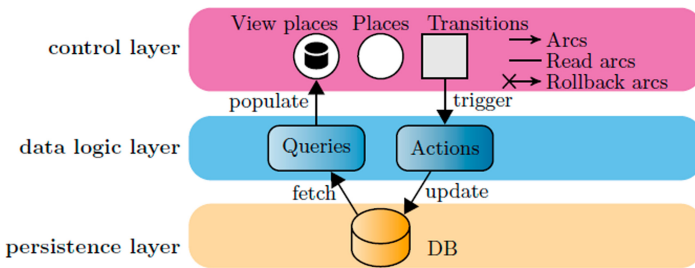 View places Places Transitions
control layer
Arcs
Read arcs
Rollback arcs
populate
trigger
data logic layer
Queries
Actions
fetch
update
persistence layer
DB